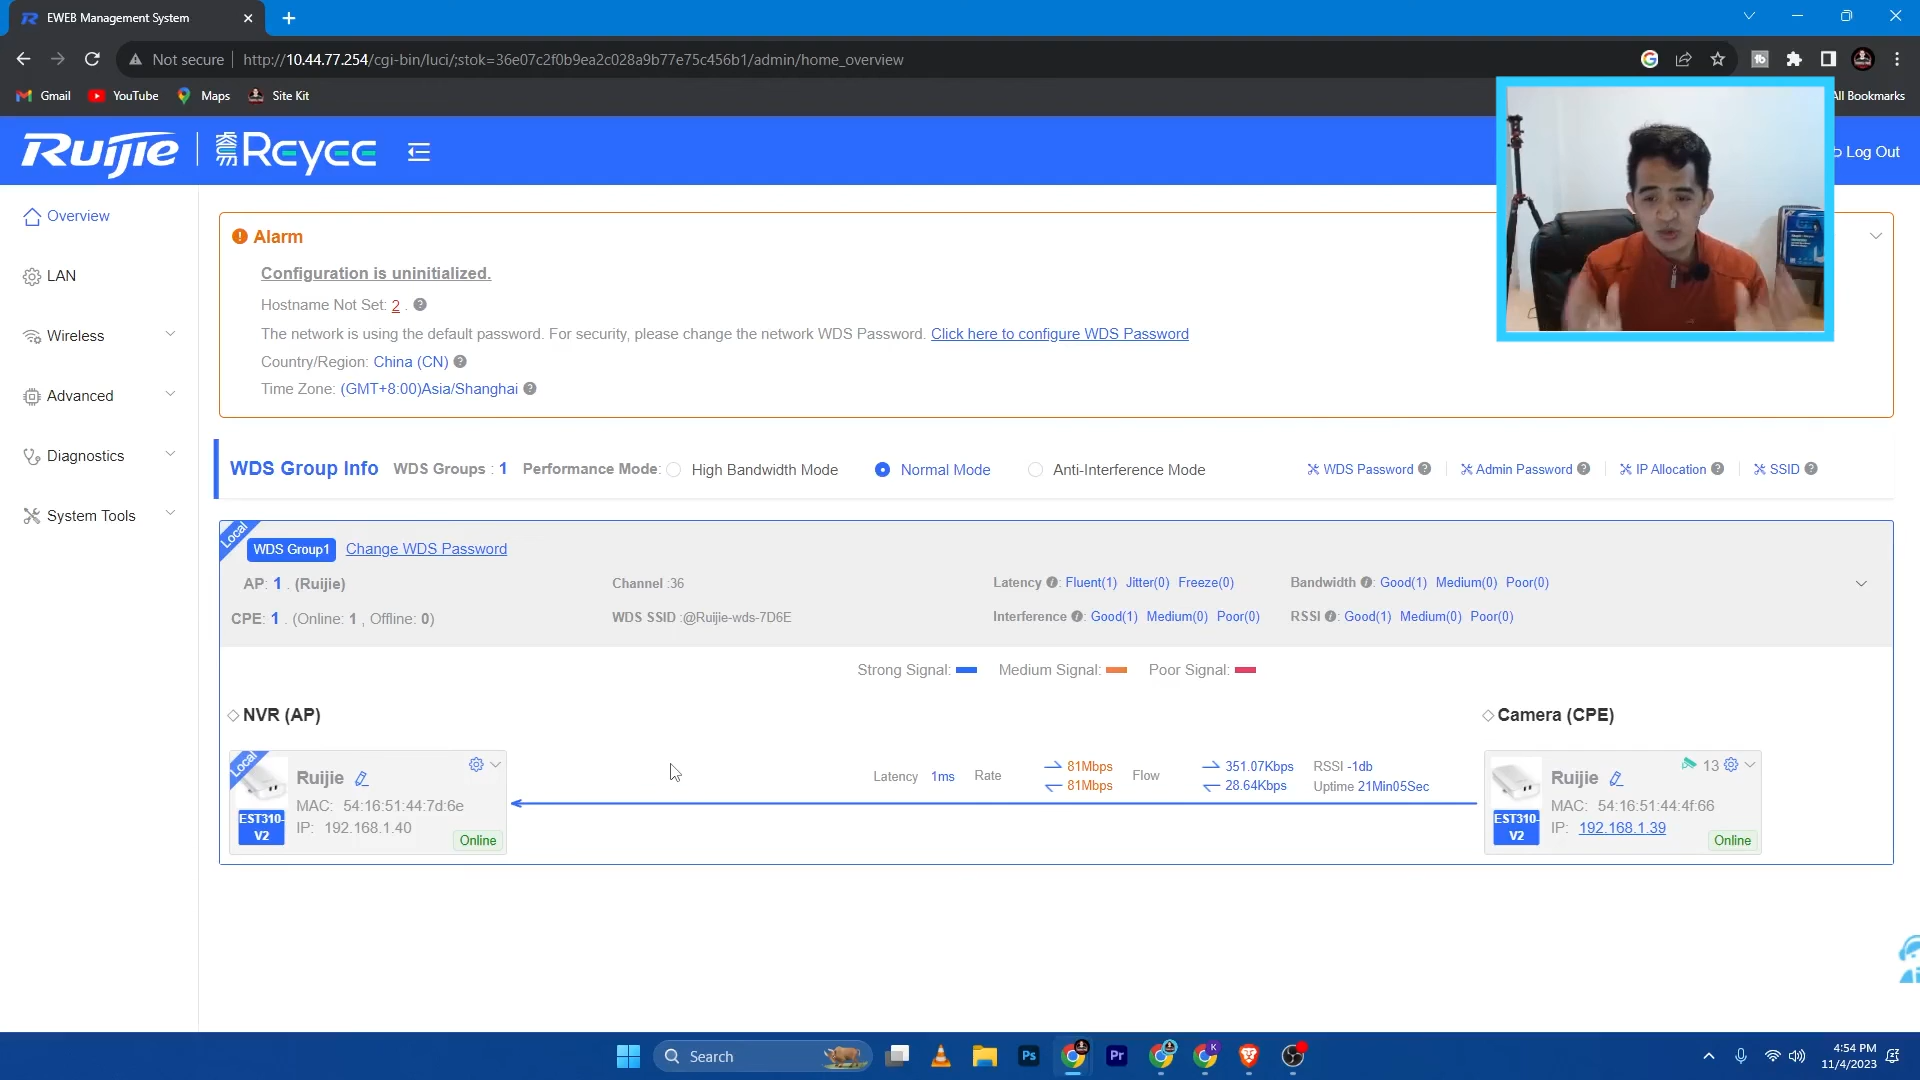 EWEB Management System
Not secure
http://10.44.77.254/cgi-bin/luci/;stok=36e07c2f0b9ea2c028a9b77e75c456b1/admin/home_overview
Gmail
YouTube
Maps
Site Kit
All Bookmarks
Ruijie
睿易 Reyee
Log Out
Overview
LAN
Wireless
Advanced
Diagnostics
System Tools
Alarm
Configuration is uninitialized.
Hostname Not Set: 2 .
The network is using the default password. For security, please change the network WDS Password. Click here to configure WDS Password
Country/Region: China (CN)
Time Zone: (GMT+8:00)Asia/Shanghai
WDS Group Info WDS Groups : 1 Performance Mode: High Bandwidth Mode Normal Mode Anti-Interference Mode WDS Password Admin Password IP Allocation SSID
Local
WDS Group1 Change WDS Password
AP: 1 . (Ruijie) Channel :36 Latency : Fluent(1) Jitter(0) Freeze(0) Bandwidth : Good(1) Medium(0) Poor(0)
CPE: 1 . (Online: 1 , Offline: 0) WDS SSID :@Ruijie-wds-7D6E Interference : Good(1) Medium(0) Poor(0) RSSI : Good(1) Medium(0) Poor(0)
Strong Signal: Medium Signal: Poor Signal:
NVR (AP)
Camera (CPE)
Local
Ruijie
MAC: 54:16:51:44:7d:6e
IP: 192.168.1.40
EST310-V2
Online
Latency 1ms Rate 81Mbps 81Mbps Flow 351.07Kbps 28.64Kbps RSSI -1db Uptime 21Min05Sec
Ruijie
13
MAC: 54:16:51:44:4f:66
IP: 192.168.1.39
EST310-V2
Online
Search
Ps
Pr
K
4:54 PM
11/4/2023